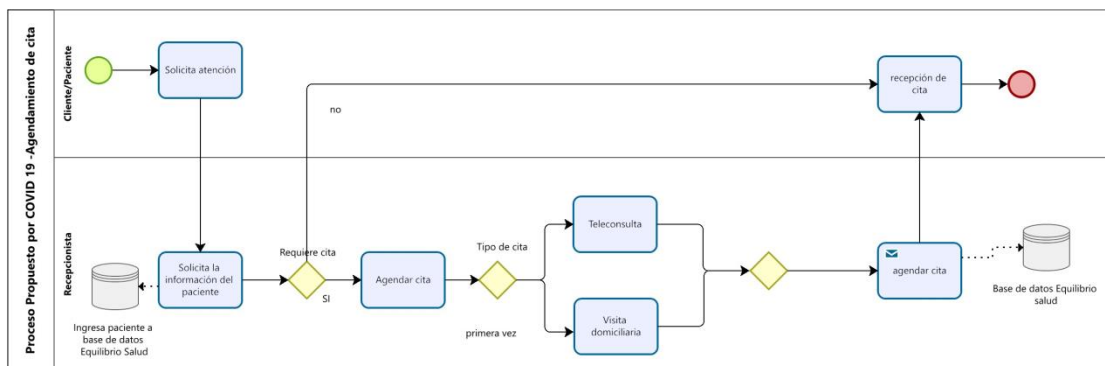 Proceso Propuesto por COVID 19 -Agendamiento de cita
Cliente/Paciente
Solicita atención
no
recepción de
cita
Recepcionista
Ingresa paciente a
base de datos
Equilibrio Salud
Solicita la
información del
paciente
Requiere cita
SI
Agendar cita
Tipo de cita
primera vez
Teleconsulta
Visita
domiciliaria
agendar cita
Base de datos Equilibrio
salud